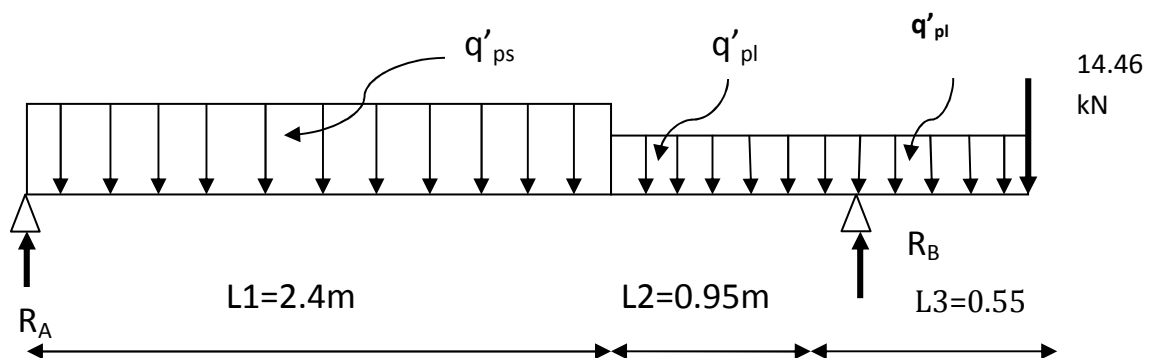 q’ps
q’pl
q’pl
14.46
kN
RA
RB
L1=2.4m
L2=0.95m
L3=0.55